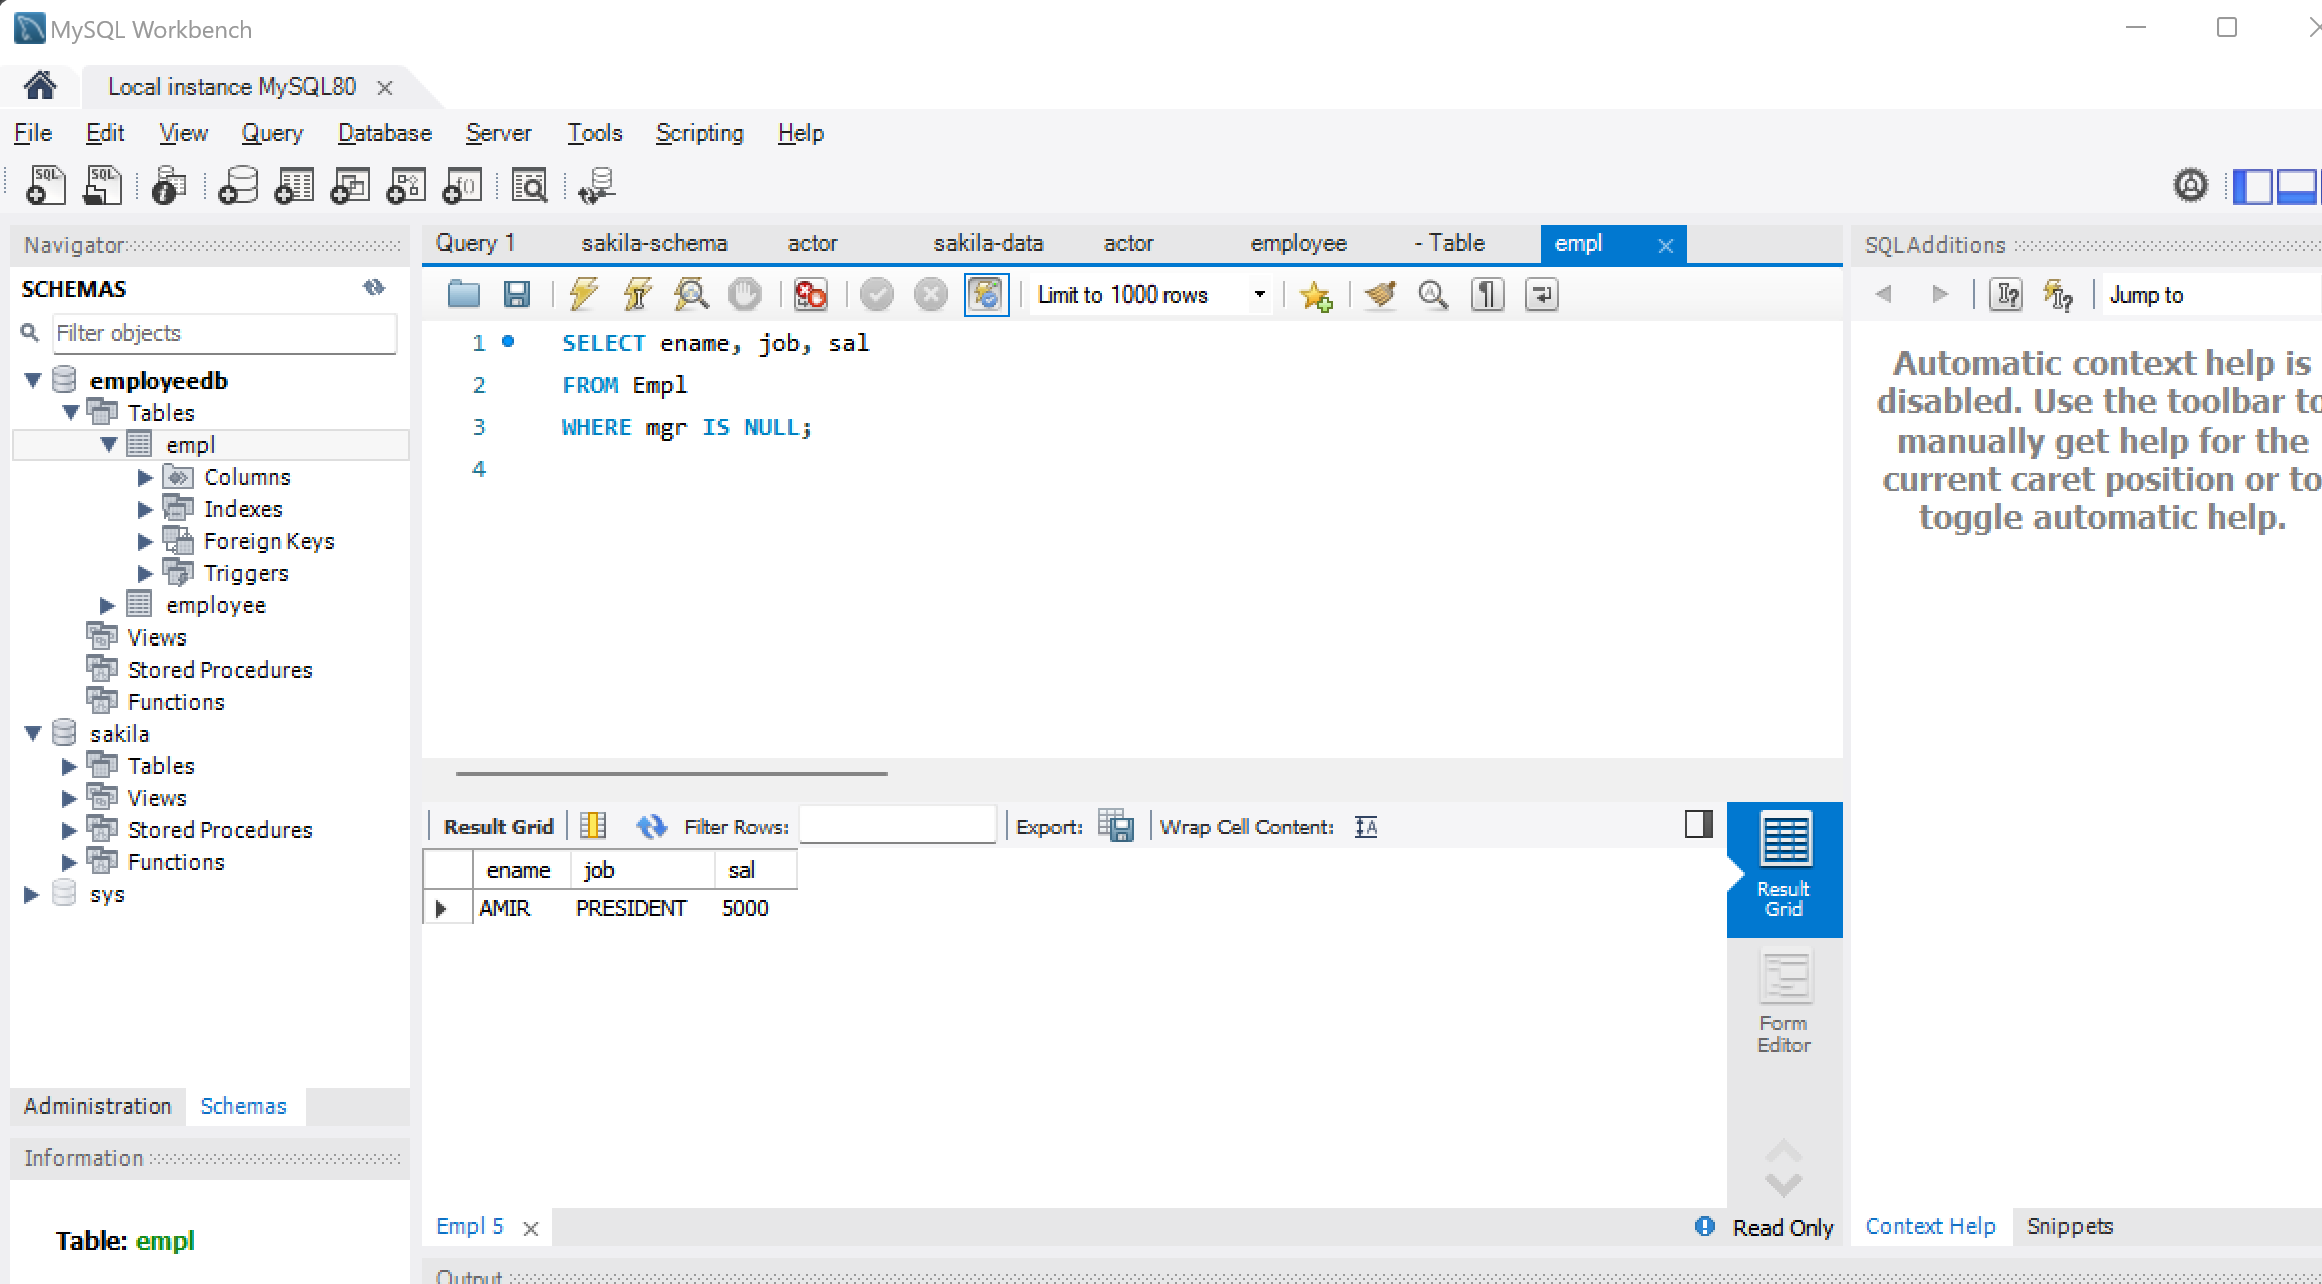 MySQL Workbench
Local instance MySQL80
File Edit View Query Database Server Tools Scripting Help
Navigator
SCHEMAS
Filter objects
employeedb
Tables
empl
Columns
Indexes
Foreign Keys
Triggers
employee
Views
Stored Procedures
Functions
sakila
Tables
Views
Stored Procedures
Functions
sys
Administration Schemas
Information
Table: empl
Query 1 sakila-schema actor sakila-data actor employee - Table empl
Limit to 1000 rows
1 SELECT ename, job, sal
2 FROM Empl
3 WHERE mgr IS NULL;
4
Result Grid Filter Rows: Export: Wrap Cell Content:
ename job sal
AMIR PRESIDENT 5000
Result
Grid
Form
Editor
Empl 5 Read Only
Output
SQLAdditions
Jump to
Automatic context help is
disabled. Use the toolbar to
manually get help for the
current caret position or to
toggle automatic help.
Context Help Snippets